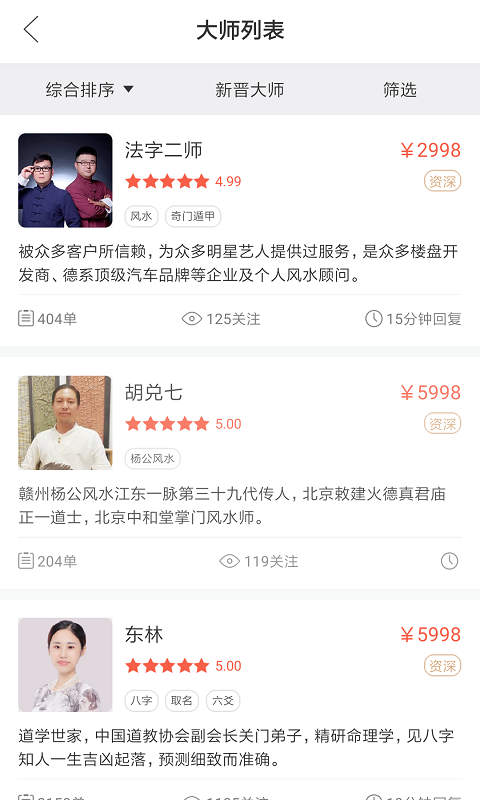 大师列表
综合排序 新晋大师 筛选
法字二师 ￥2998
4.99 资深
风水 奇门遁甲
被众多客户所信赖，为众多明星艺人提供过服务，是众多楼盘开
发商、德系顶级汽车品牌等企业及个人风水顾问。
404单 125关注 15分钟回复
胡兑七 ￥5998
5.00 资深
杨公风水
赣州杨公风水江东一脉第三十九代传人，北京敕建火德真君庙
正一道士，北京中和堂掌门风水师。
204单 119关注
东林 ￥5998
5.00 资深
八字 取名 六爻
道学世家，中国道教协会副会长关门弟子，精研命理学，见八字
知人一生吉凶起落，预测细致而准确。